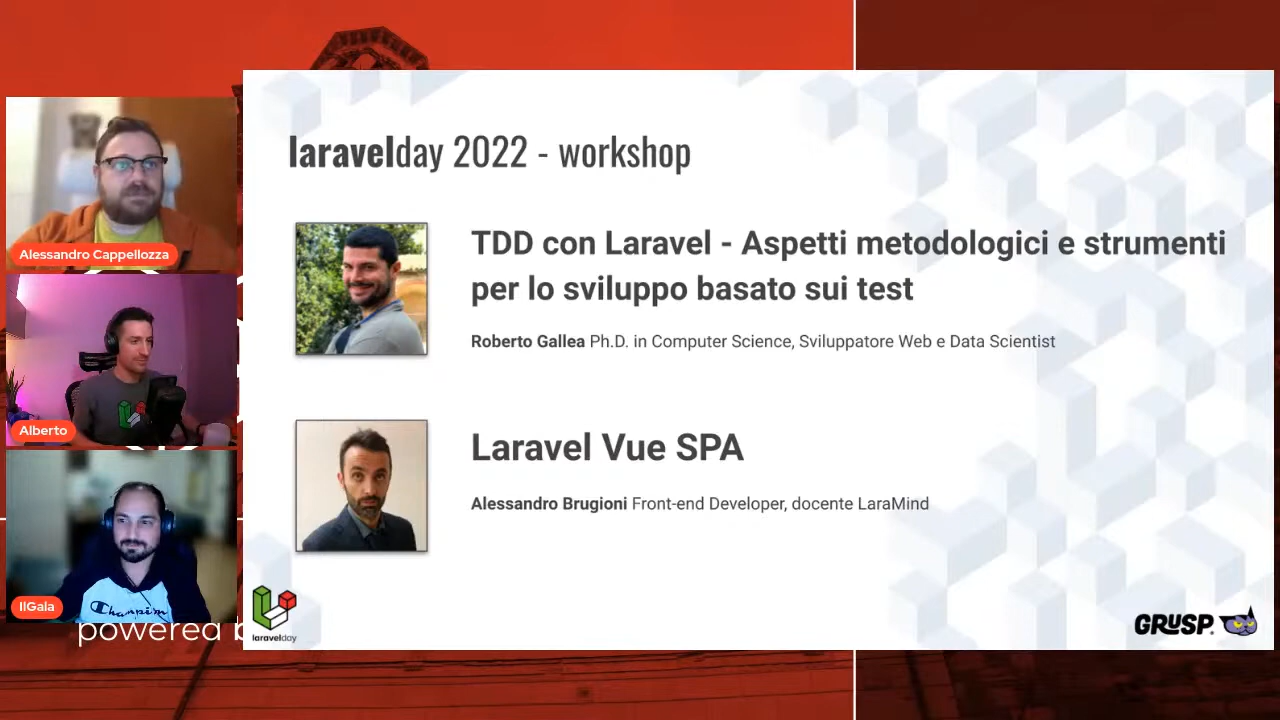 laravelday 2022 - workshop
TDD con Laravel - Aspetti metodologici e strumenti
per lo sviluppo basato sui test
Roberto Gallea Ph.D. in Computer Science, Sviluppatore Web e Data Scientist
Laravel Vue SPA
Alessandro Brugioni Front-end Developer, docente LaraMind
laravelday
GRUSP
Alessandro Cappellozza
Alberto
IlGala
Champion
powered b